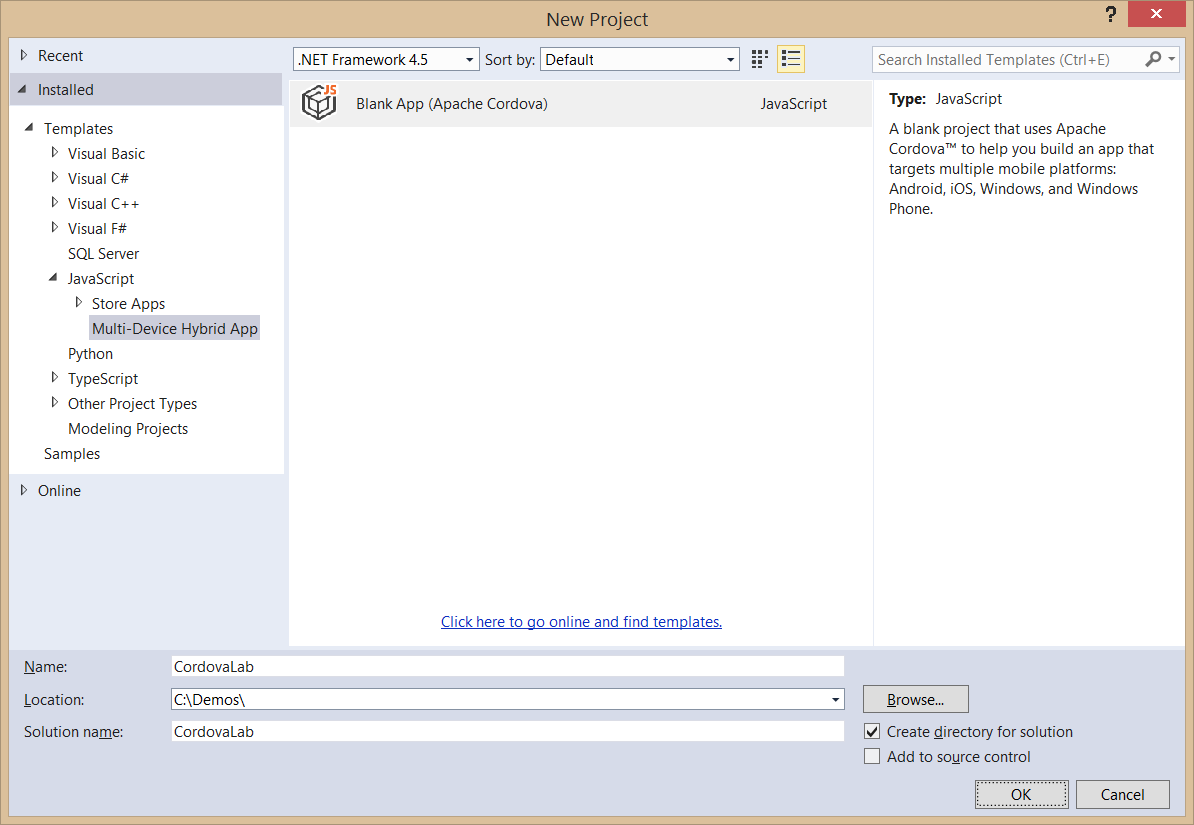 New Project
?
Recent
Installed
Templates
Visual Basic
Visual C#
Visual C++
Visual F#
SQL Server
JavaScript
Store Apps
Multi-Device Hybrid App
Python
TypeScript
Other Project Types
Modeling Projects
Samples
Online
.NET Framework 4.5
Sort by:
Default
Search Installed Templates (Ctrl+E)
JS
Blank App (Apache Cordova)
JavaScript
Click here to go online and find templates.
Type: JavaScript
A blank project that uses Apache
Cordova™ to help you build an app that
targets multiple mobile platforms:
Android, iOS, Windows, and Windows
Phone.
Name:
CordovaLab
Location:
C:\Demos\
Browse...
Solution name:
CordovaLab
Create directory for solution
Add to source control
OK
Cancel